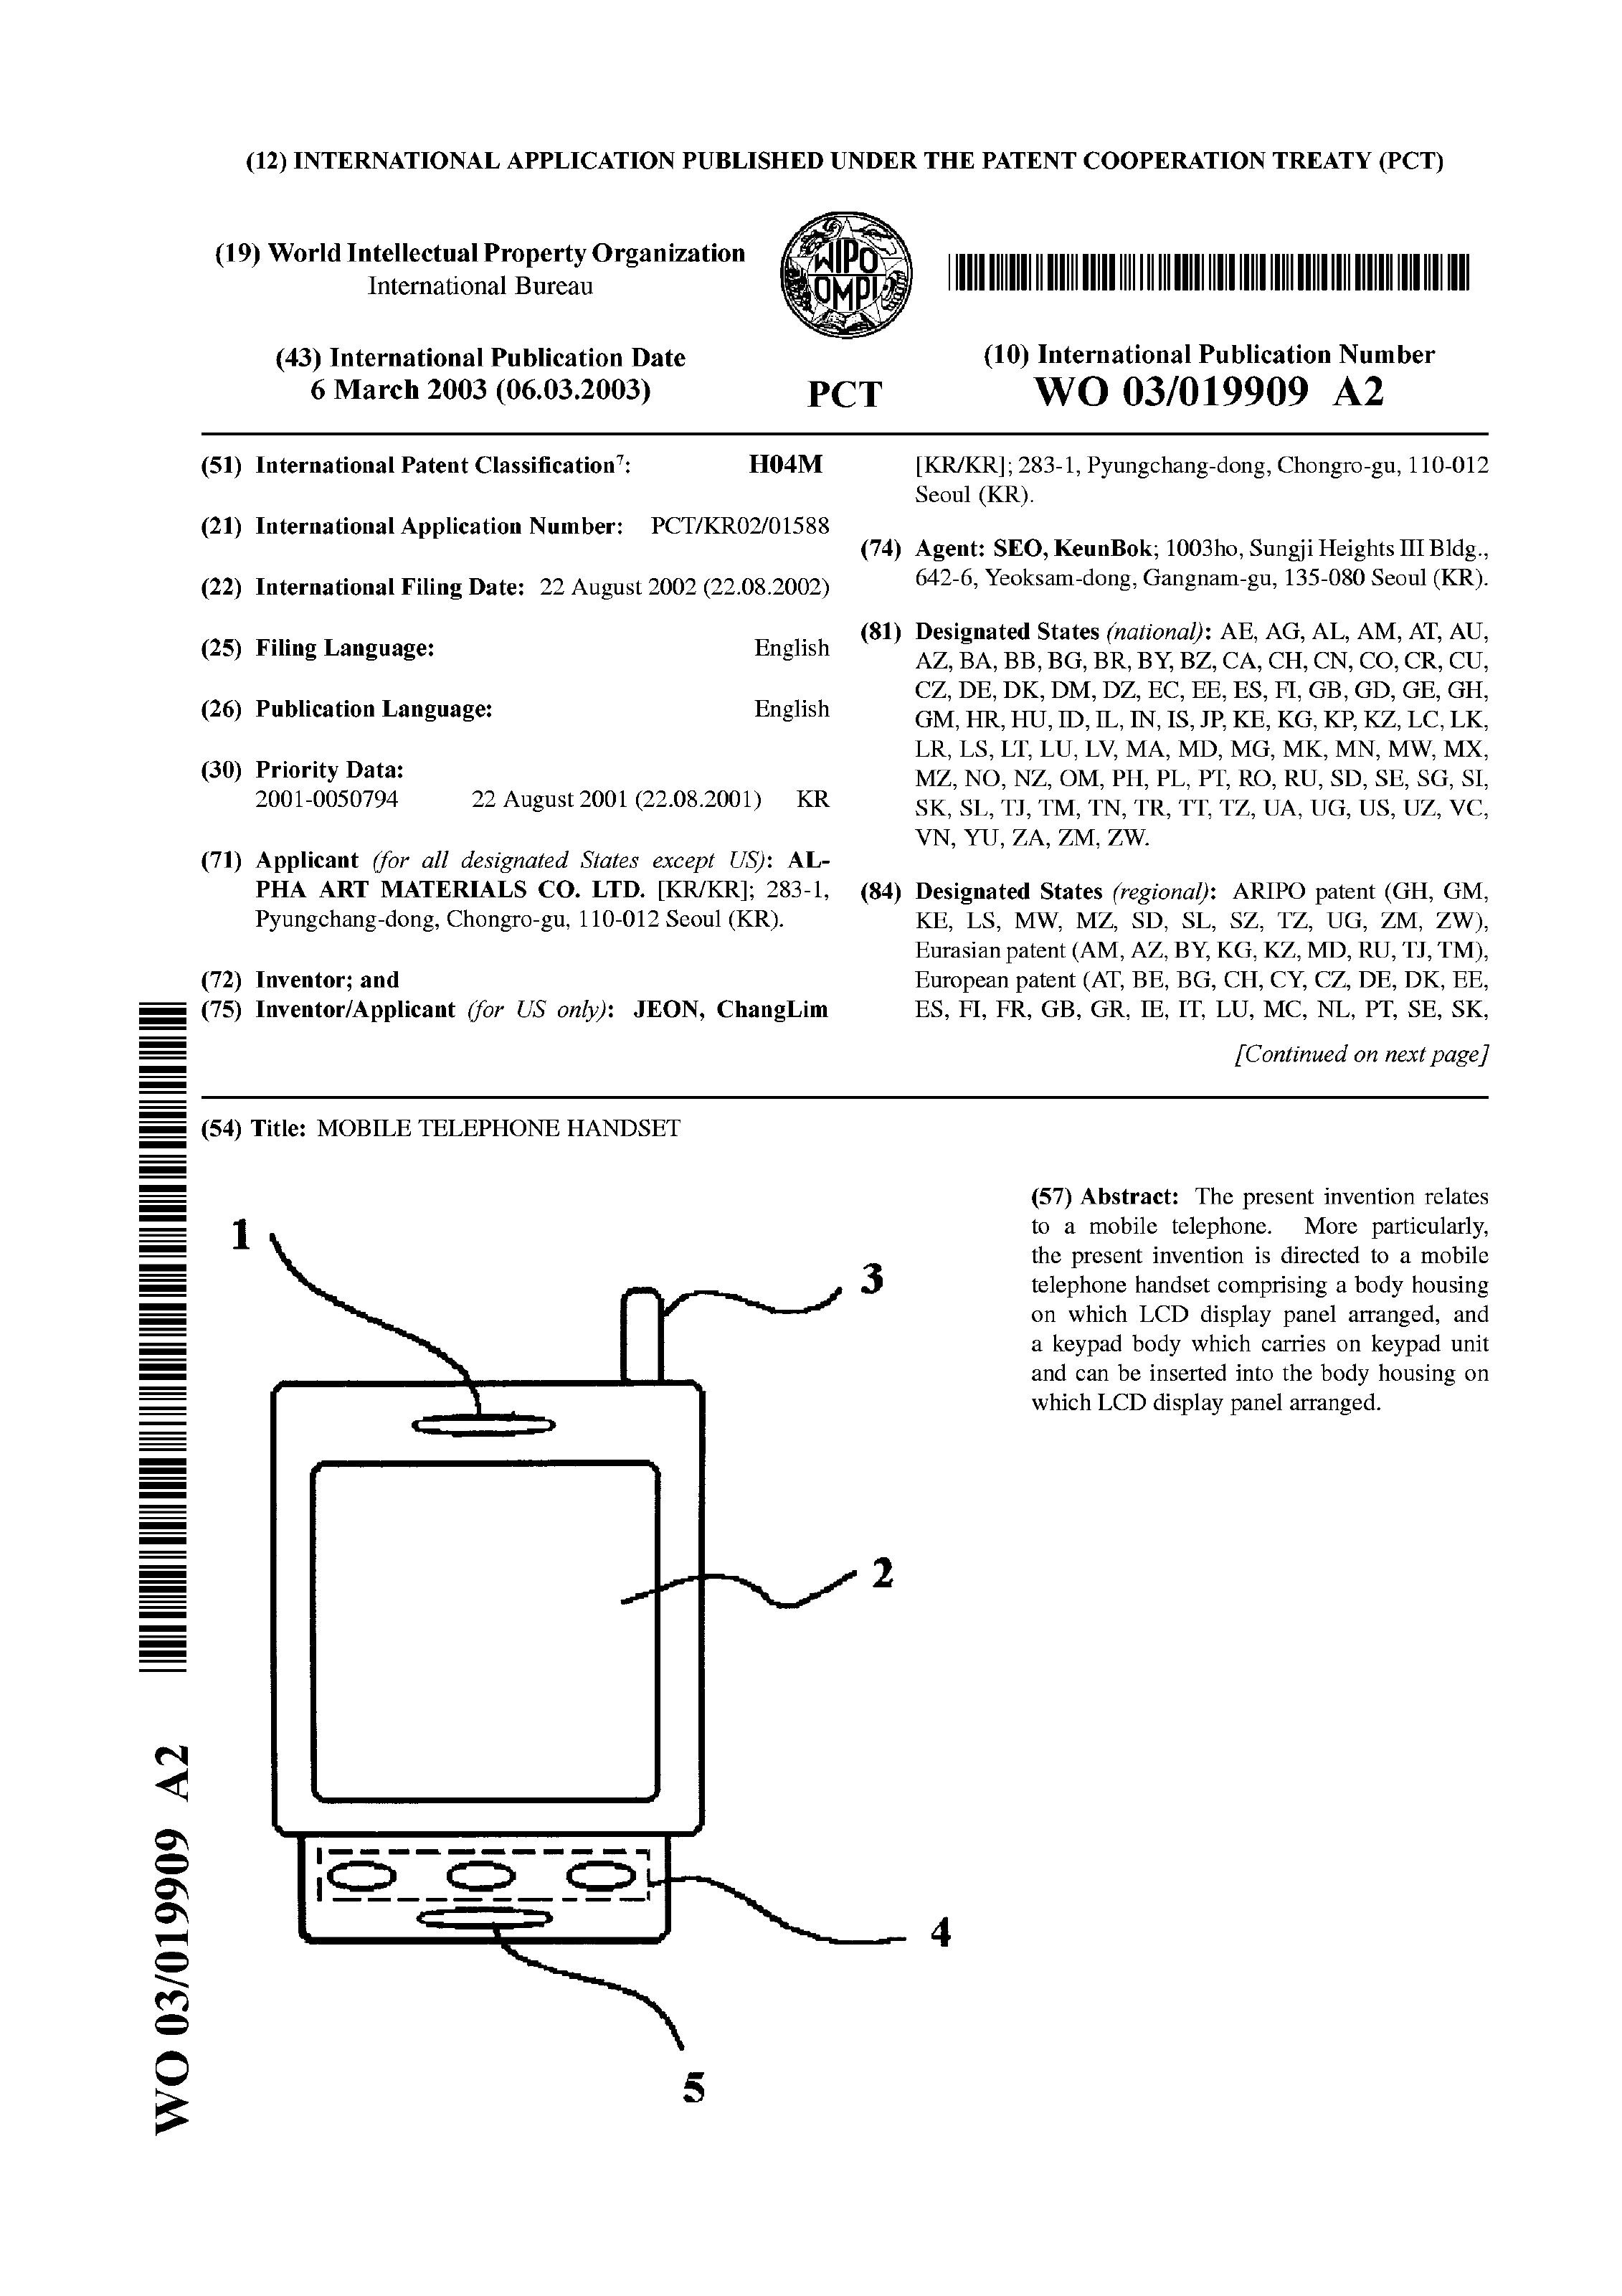 (12) INTERNATIONAL APPLICATION PUBLISHED UNDER THE PATENT COOPERATION TREATY (PCT)
(19) World Intellectual Property Organization
International Bureau
WIPO
OMPI
(43) International Publication Date
6 March 2003 (06.03.2003)
PCT
(10) International Publication Number
WO 03/019909 A2
(51) International Patent Classification7: H04M
(21) International Application Number: PCT/KR02/01588
(22) International Filing Date: 22 August 2002 (22.08.2002)
(25) Filing Language: English
(26) Publication Language: English
(30) Priority Data:
2001-0050794 22 August 2001 (22.08.2001) KR
(71) Applicant (for all designated States except US): AL-
PHA ART MATERIALS CO. LTD. [KR/KR]; 283-1,
Pyungchang-dong, Chongro-gu, 110-012 Seoul (KR).
(72) Inventor; and
(75) Inventor/Applicant (for US only): JEON, ChangLim
[KR/KR]; 283-1, Pyungchang-dong, Chongro-gu, 110-012
Seoul (KR).
(74) Agent: SEO, KeunBok; 1003ho, Sungji Heights III Bldg.,
642-6, Yeoksam-dong, Gangnam-gu, 135-080 Seoul (KR).
(81) Designated States (national): AE, AG, AL, AM, AT, AU,
AZ, BA, BB, BG, BR, BY, BZ, CA, CH, CN, CO, CR, CU,
CZ, DE, DK, DM, DZ, EC, EE, ES, FI, GB, GD, GE, GH,
GM, HR, HU, ID, IL, IN, IS, JP, KE, KG, KP, KZ, LC, LK,
LR, LS, LT, LU, LV, MA, MD, MG, MK, MN, MW, MX,
MZ, NO, NZ, OM, PH, PL, PT, RO, RU, SD, SE, SG, SI,
SK, SL, TJ, TM, TN, TR, TT, TZ, UA, UG, US, UZ, VC,
VN, YU, ZA, ZM, ZW.
(84) Designated States (regional): ARIPO patent (GH, GM,
KE, LS, MW, MZ, SD, SL, SZ, TZ, UG, ZM, ZW),
Eurasian patent (AM, AZ, BY, KG, KZ, MD, RU, TJ, TM),
European patent (AT, BE, BG, CH, CY, CZ, DE, DK, EE,
ES, FI, FR, GB, GR, IE, IT, LU, MC, NL, PT, SE, SK,
[Continued on next page]
(54) Title: MOBILE TELEPHONE HANDSET
1
3
2
4
5
(57) Abstract: The present invention relates
to a mobile telephone. More particularly,
the present invention is directed to a mobile
telephone handset comprising a body housing
on which LCD display panel arranged, and
a keypad body which carries on keypad unit
and can be inserted into the body housing on
which LCD display panel arranged.
WO 03/019909 A2